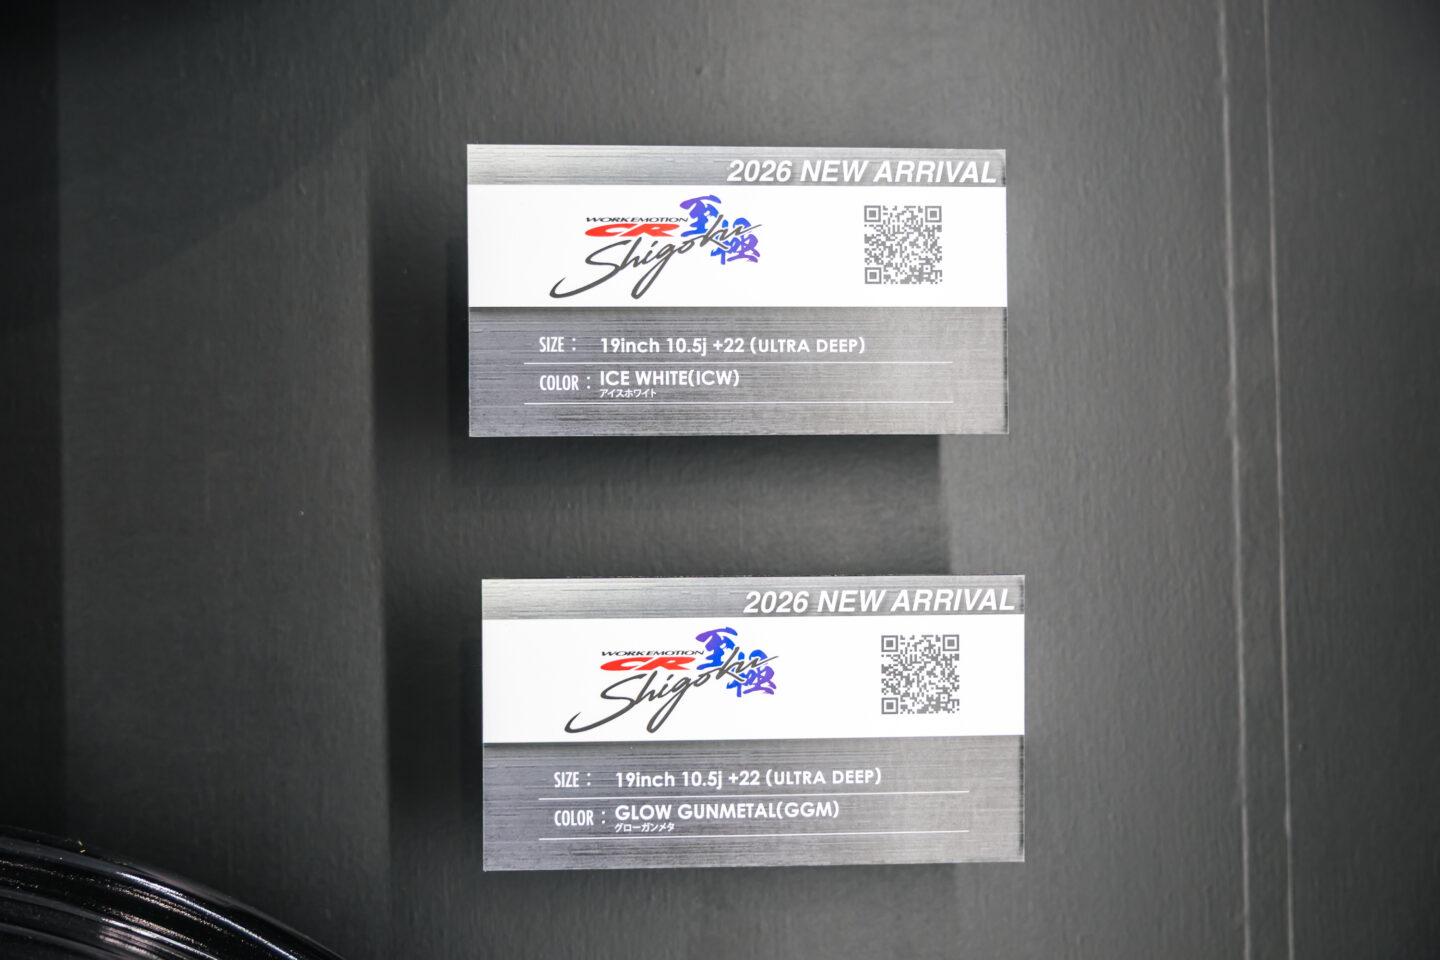 2026 NEW ARRIVAL
WORK EMOTION
CR 至極
Shigoku
SIZE : 19inch 10.5j +22 (ULTRA DEEP)
COLOR : ICE WHITE(ICW)
アイスホワイト
2026 NEW ARRIVAL
WORK EMOTION
CR 至極
Shigoku
SIZE : 19inch 10.5j +22 (ULTRA DEEP)
COLOR : GLOW GUNMETAL(GGM)
グローガンメタ